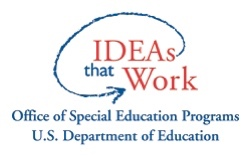 IDEAs
that Work
Office of Special Education Programs
U.S. Department of Education